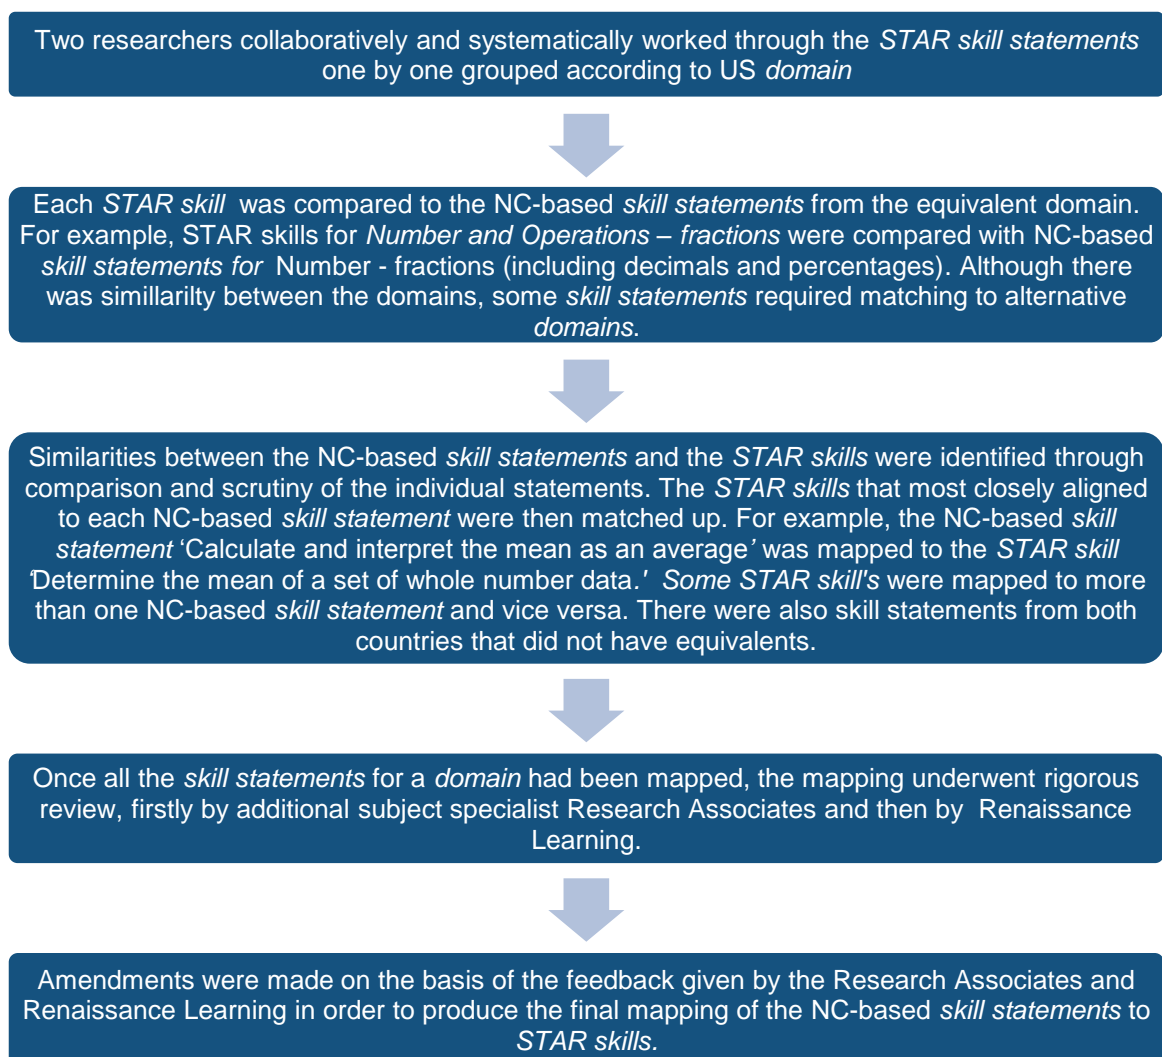 Two researchers collaboratively and systematically worked through the STAR skill statements
one by one grouped according to US domain
Each STAR skill was compared to the NC-based skill statements from the equivalent domain.
For example, STAR skills for Number and Operations – fractions were compared with NC-based
skill statements for Number - fractions (including decimals and percentages). Although there
was simillarilty between the domains, some skill statements required matching to alternative
domains.
Similarities between the NC-based skill statements and the STAR skills were identified through
comparison and scrutiny of the individual statements. The STAR skills that most closely aligned
to each NC-based skill statement were then matched up. For example, the NC-based skill
statement ‘Calculate and interpret the mean as an average’ was mapped to the STAR skill
‘Determine the mean of a set of whole number data.' Some STAR skill's were mapped to more
than one NC-based skill statement and vice versa. There were also skill statements from both
countries that did not have equivalents.
Once all the skill statements for a domain had been mapped, the mapping underwent rigorous
review, firstly by additional subject specialist Research Associates and then by Renaissance
Learning.
Amendments were made on the basis of the feedback given by the Research Associates and
Renaissance Learning in order to produce the final mapping of the NC-based skill statements to
STAR skills.